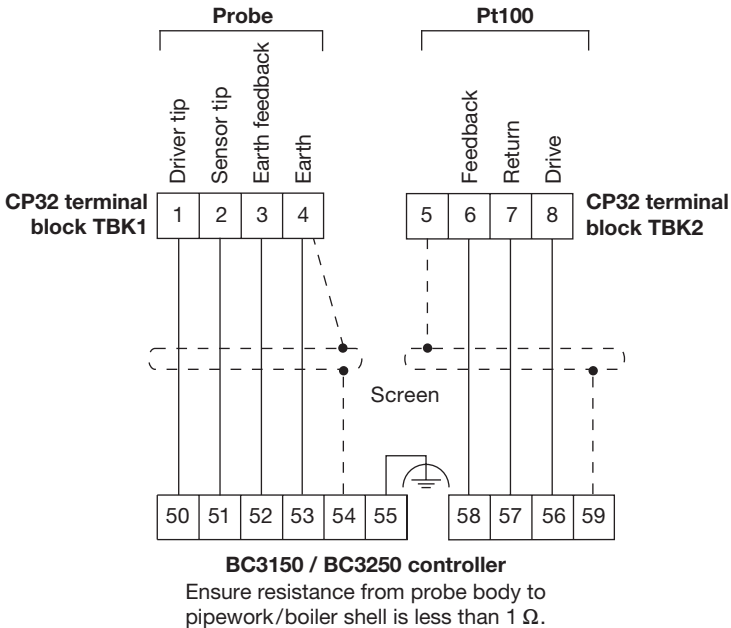 Probe
Pt100
Driver tip
Sensor tip
Earth feedback
Earth
Feedback
Return
Drive
CP32 terminal
block TBK1
1 2 3 4
5 6 7 8
CP32 terminal
block TBK2
Screen
50 51 52 53 54 55
58 57 56 59
BC3150 / BC3250 controller
Ensure resistance from probe body to
pipework/boiler shell is less than 1 Ω.